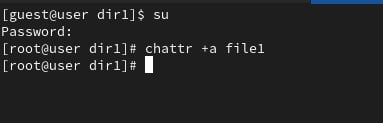 [guest@user dir1]$ su
Password:
[root@user dir1]# chattr +a file1
[root@user dir1]#